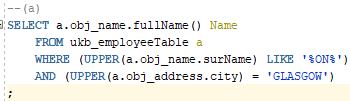 --(a)
SELECT a.obj_name.fullName() Name
FROM ukb_employeeTable a
WHERE (UPPER(a.obj_name.surName) LIKE '%ON%')
AND (UPPER(a.obj_address.city) = 'GLASGOW')
;